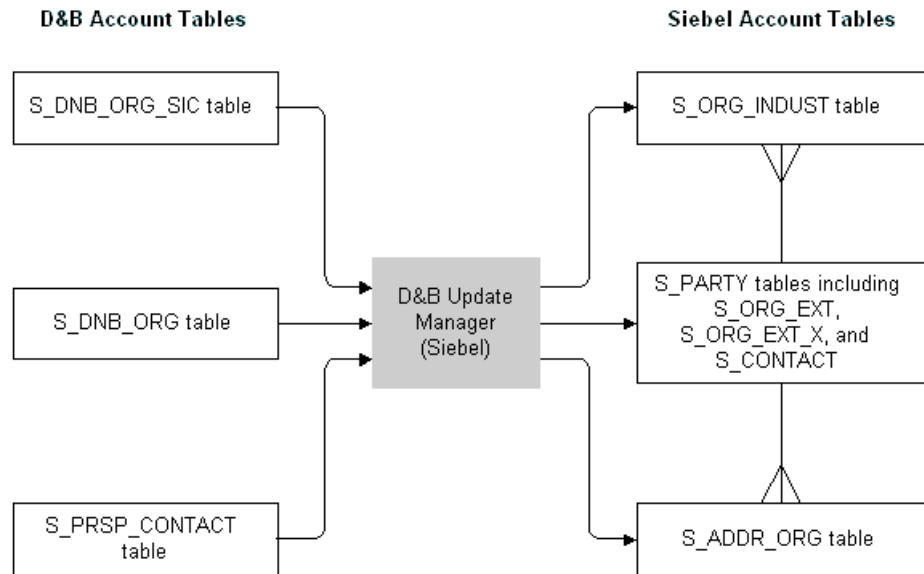 D&B Account Tables
Siebel Account Tables
S_DNB_ORG_SIC table
S_ORG_INDUST table
D&B Update
Manager
(Siebel)
S_DNB_ORG table
S_PARTY tables including
S_ORG_EXT,
S_ORG_EXT_X, and
S_CONTACT
S_PRSP_CONTACT
table
S_ADDR_ORG table